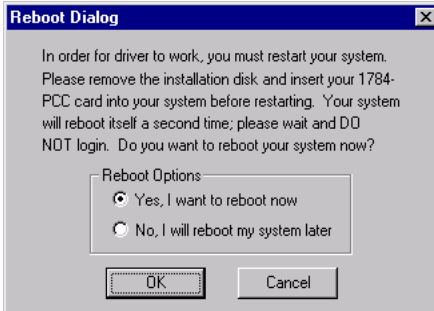 Reboot Dialog
In order for driver to work, you must restart your system.
Please remove the installation disk and insert your 1784-
PCC card into your system before restarting. Your system
will reboot itself a second time; please wait and DO
NOT login. Do you want to reboot your system now?
Reboot Options
Yes, I want to reboot now
No, I will reboot my system later
OK
Cancel